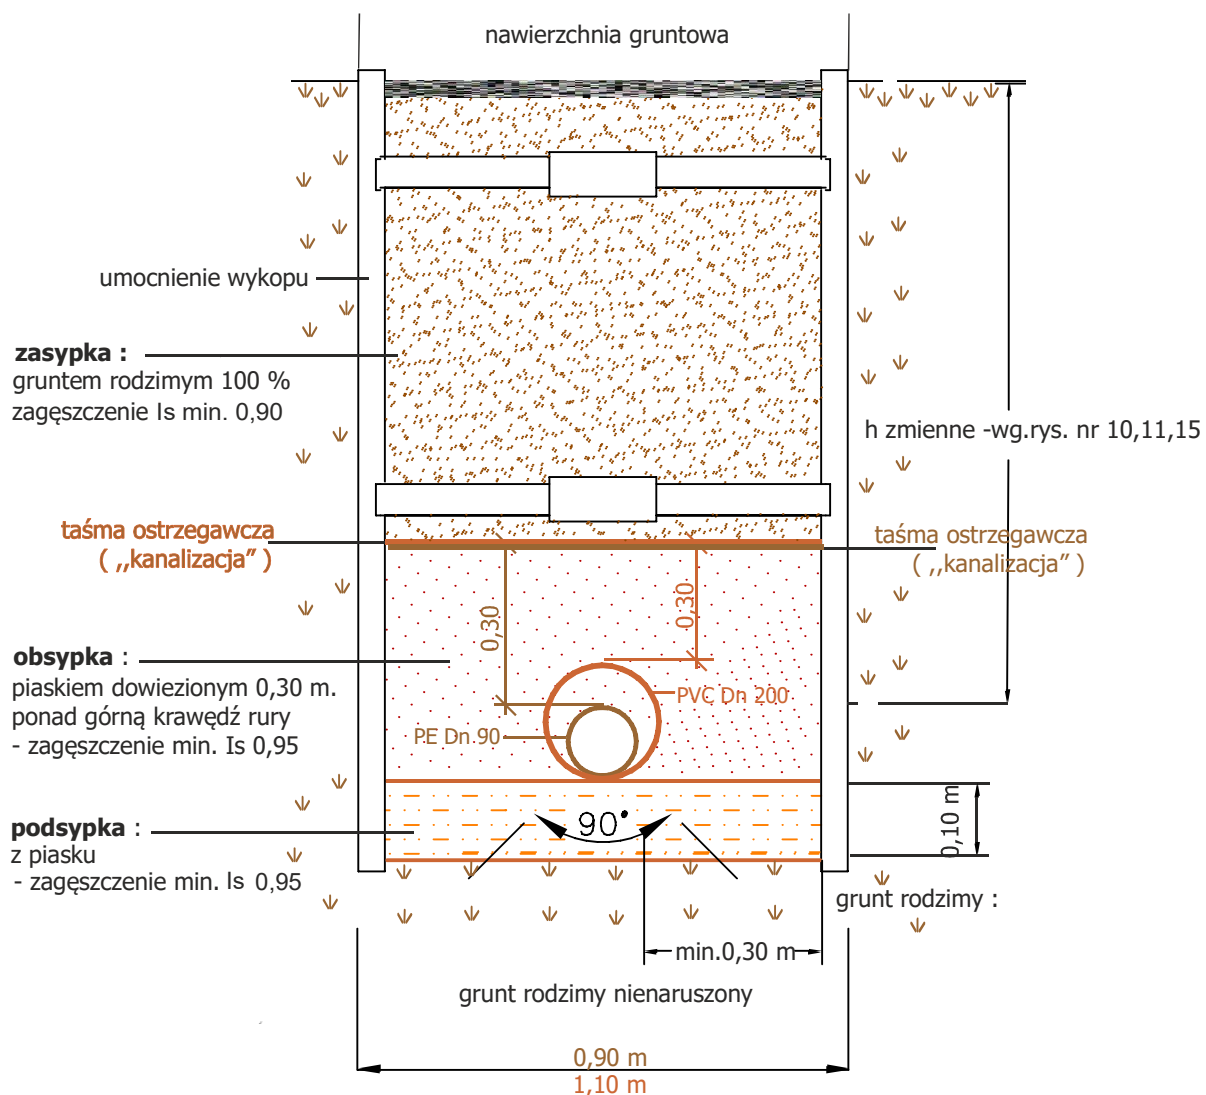 nawierzchnia gruntowa
umocnienie wykopu
zasypka :
gruntem rodzimym 100 %
zagęszczenie Is min. 0,90
h zmienne -wg.rys. nr 10,11,15
taśma ostrzegawcza
( ,,kanalizacja" )
taśma ostrzegawcza
( ,,kanalizacja" )
0,30
0,30
obsypka :
piaskiem dowiezionym 0,30 m.
ponad górną krawędź rury
- zagęszczenie min. Is 0,95
PVC Dn 200
PE Dn.90
podsypka :
z piasku
- zagęszczenie min. Is 0,95
90°
0,10 m
grunt rodzimy :
min.0,30 m
grunt rodzimy nienaruszony
0,90 m
1,10 m